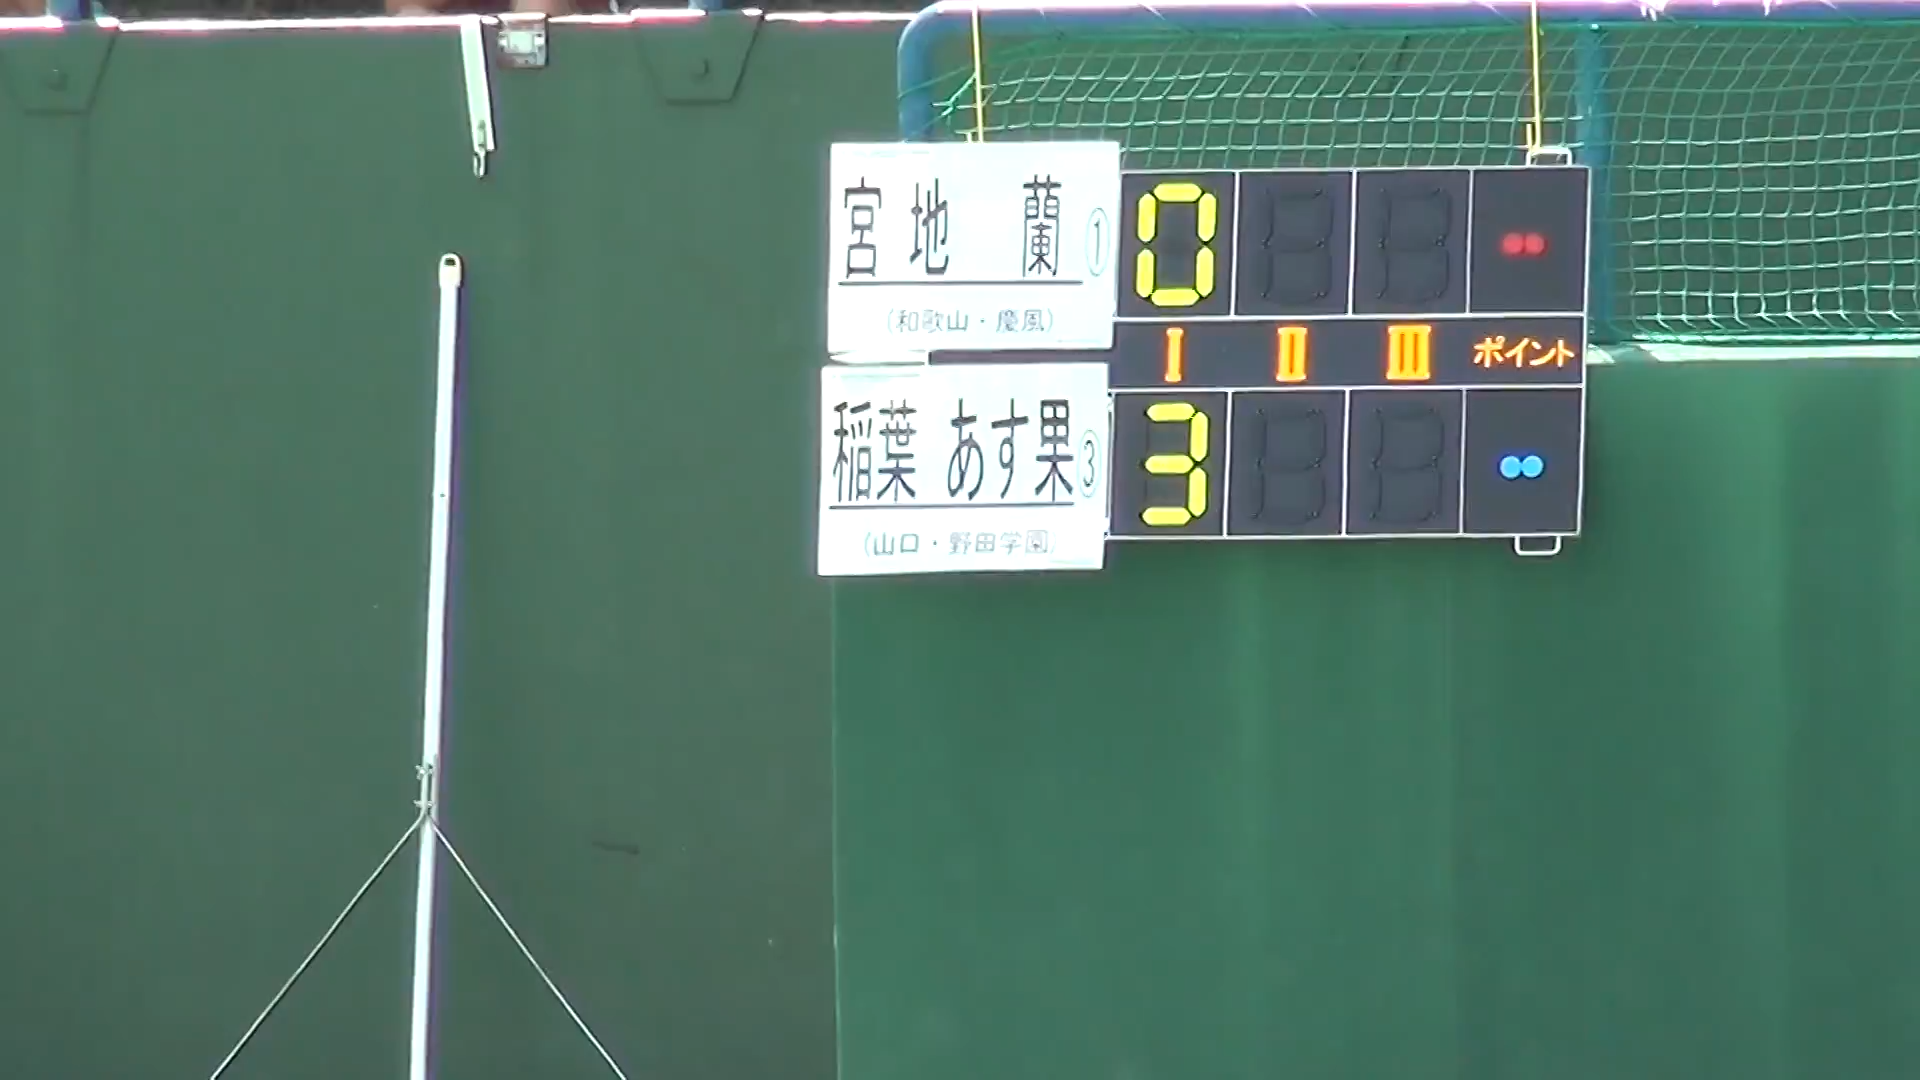 宮地 蘭 ①
(和歌山・慶風)
0
I II III ポイント
稲葉 あす果 ③
(山口・野田学園)
3